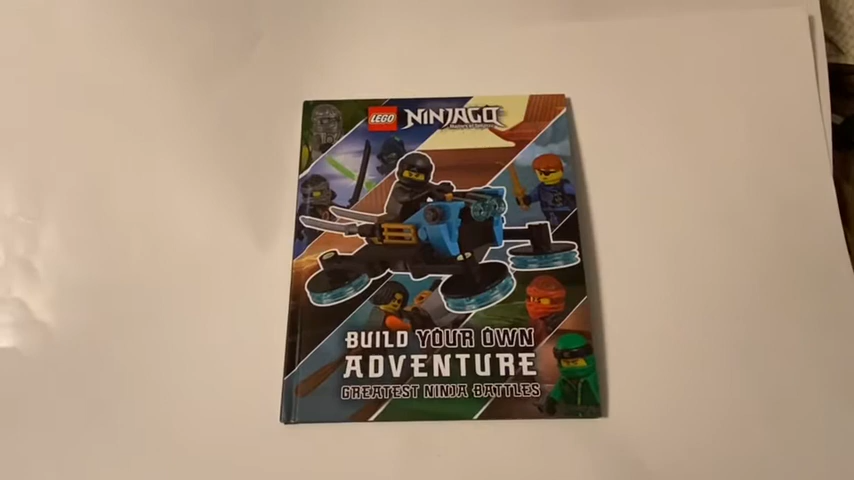 LEGO
NINJAGO
BUILD YOUR OWN
ADVENTURE
GREATEST NINJA BATTLES